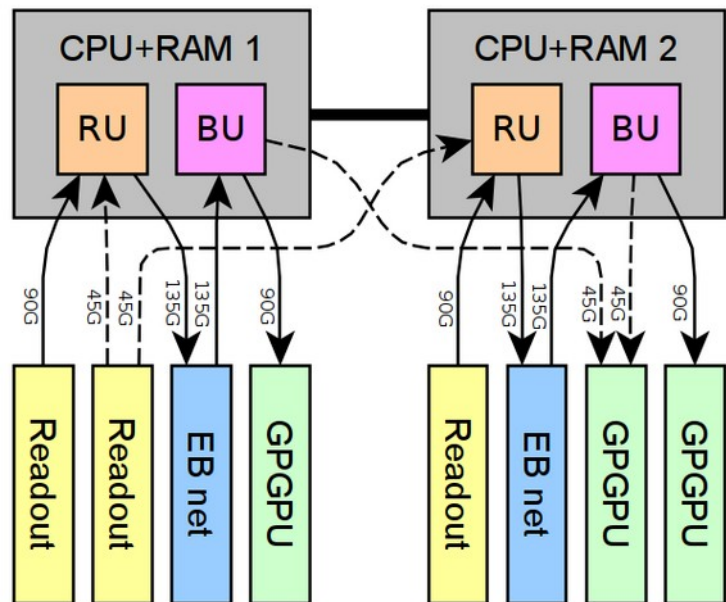 CPU+RAM 1
CPU+RAM 2
RU
BU
RU
BU
90G
45G
45G
135G
135G
90G
90G
135G
135G
45G
45G
90G
Readout
Readout
EB net
GPGPU
Readout
EB net
GPGPU
GPGPU